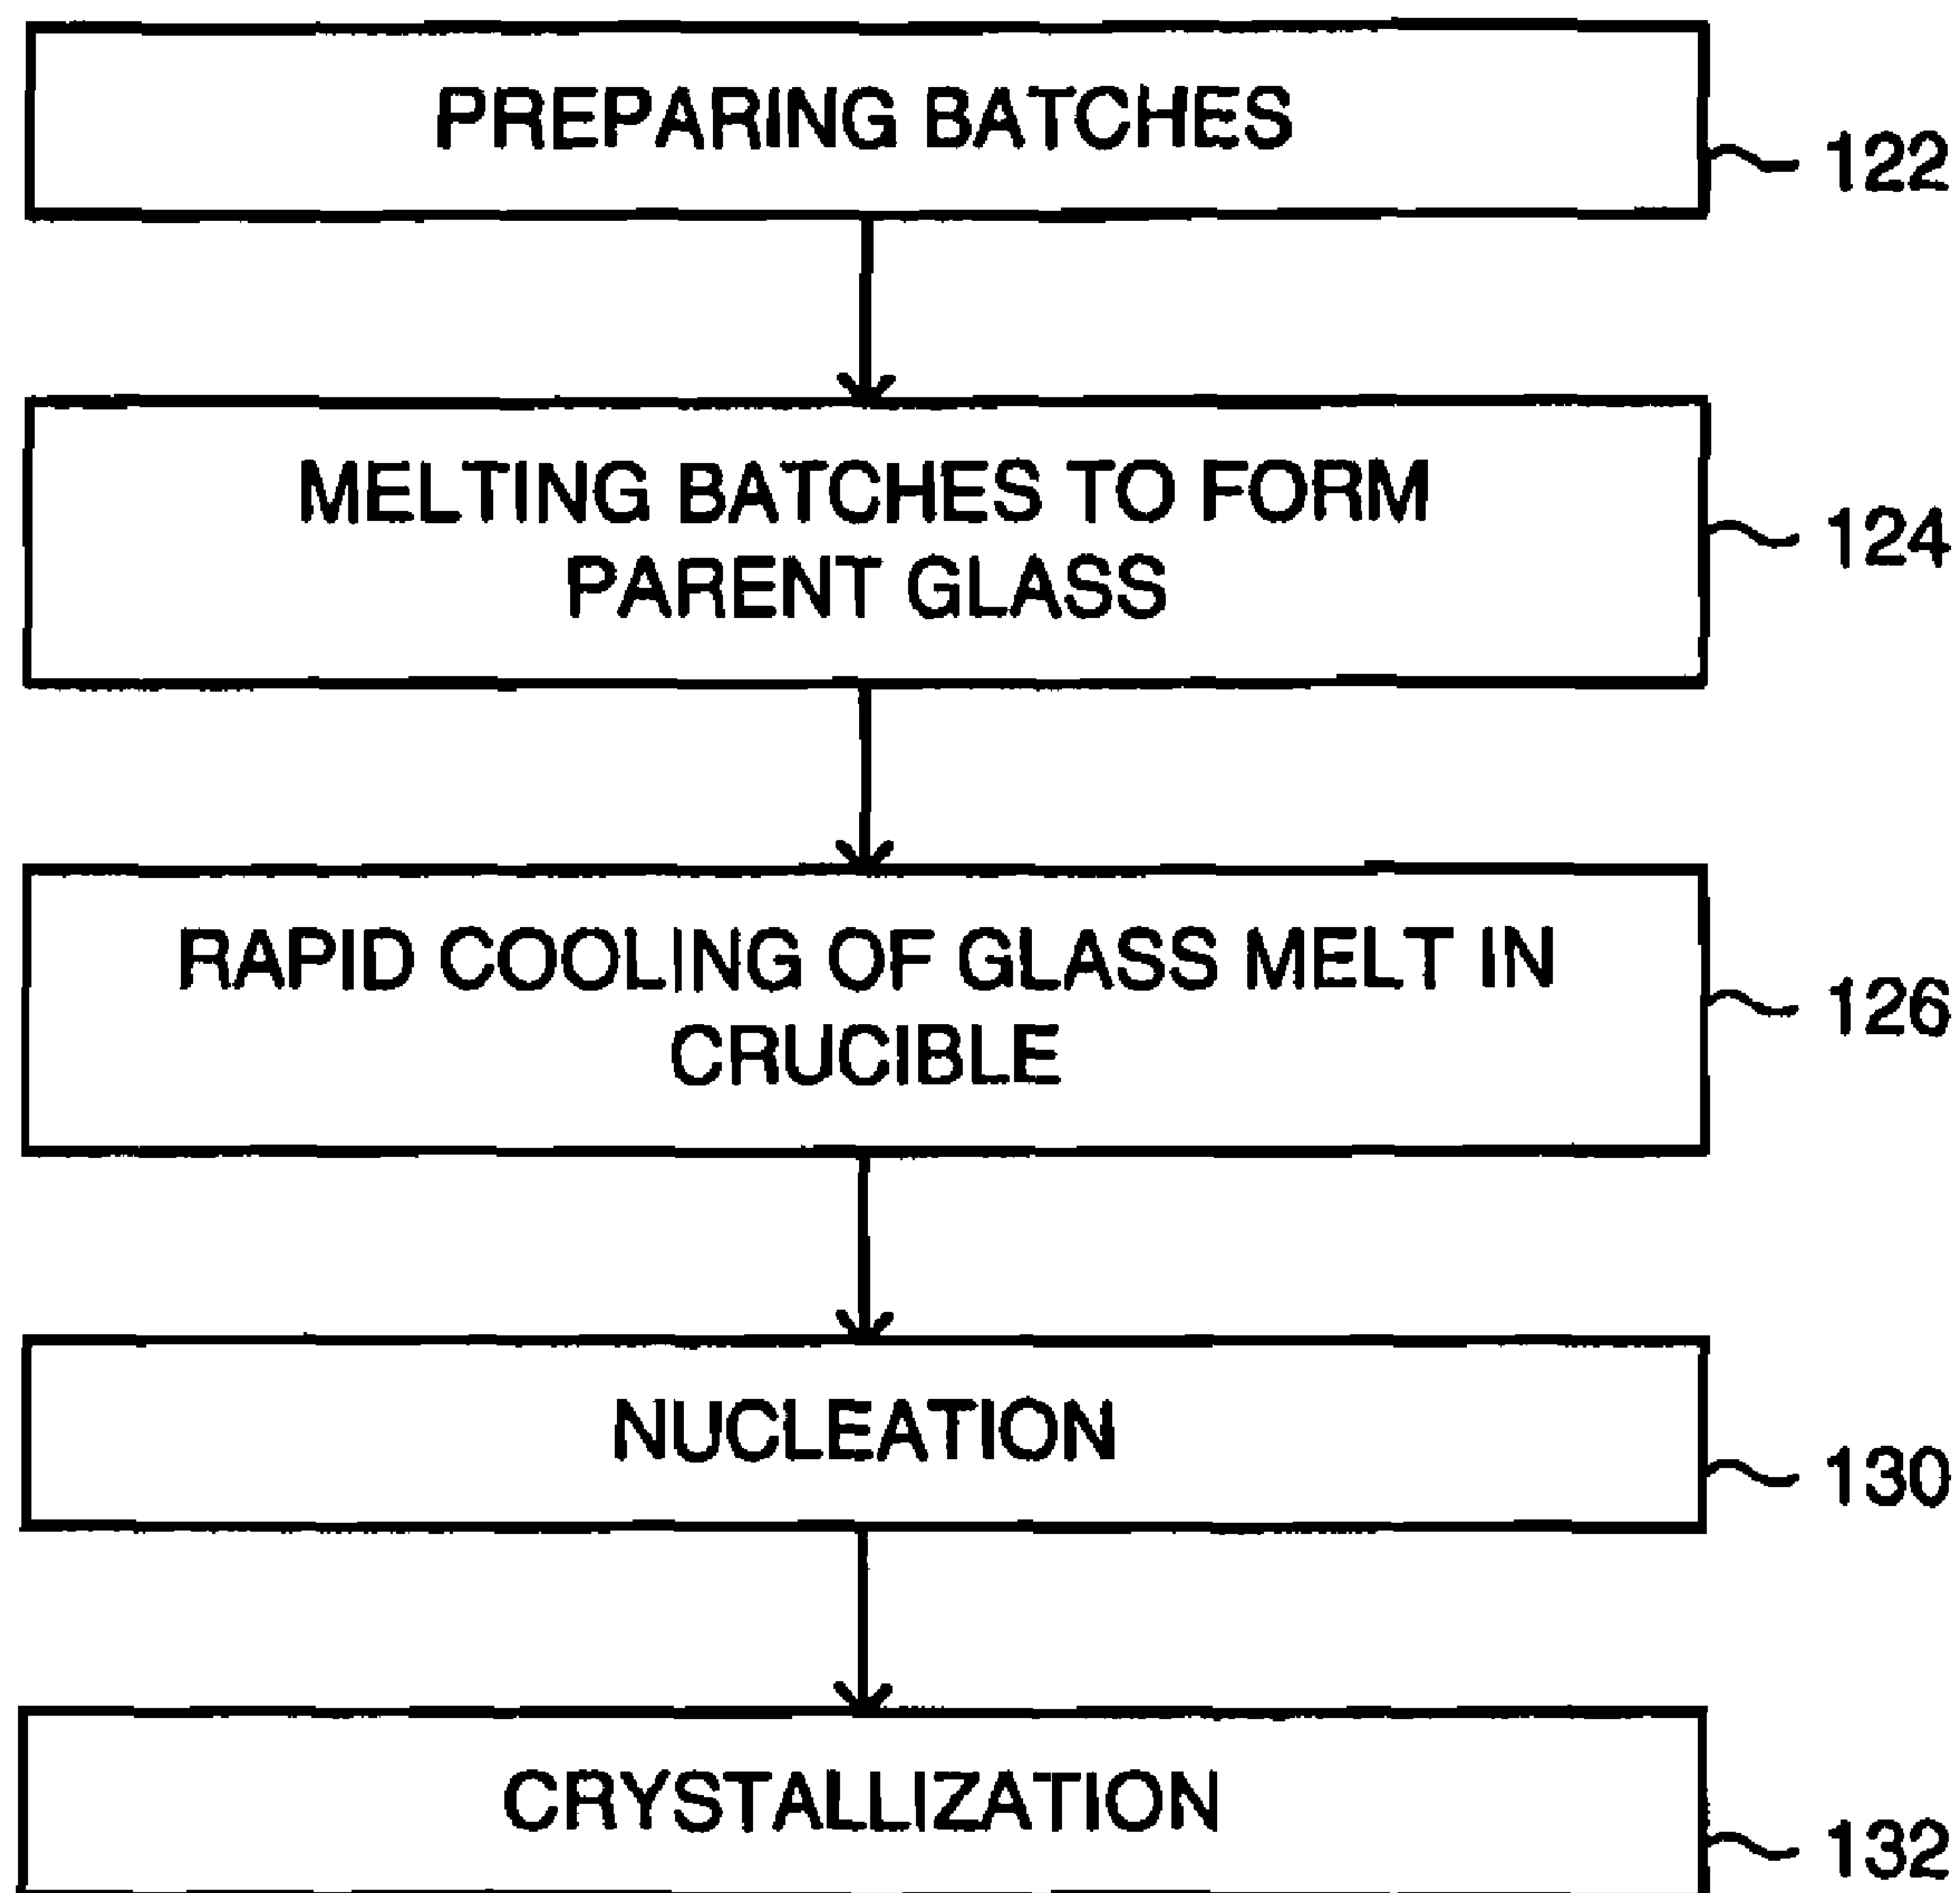 PREPARING BATCHES
122
MELTING BATCHES TO FORM
PARENT GLASS
124
RAPID COOLING OF GLASS MELT IN
CRUCIBLE
126
NUCLEATION
130
CRYSTALLIZATION
132